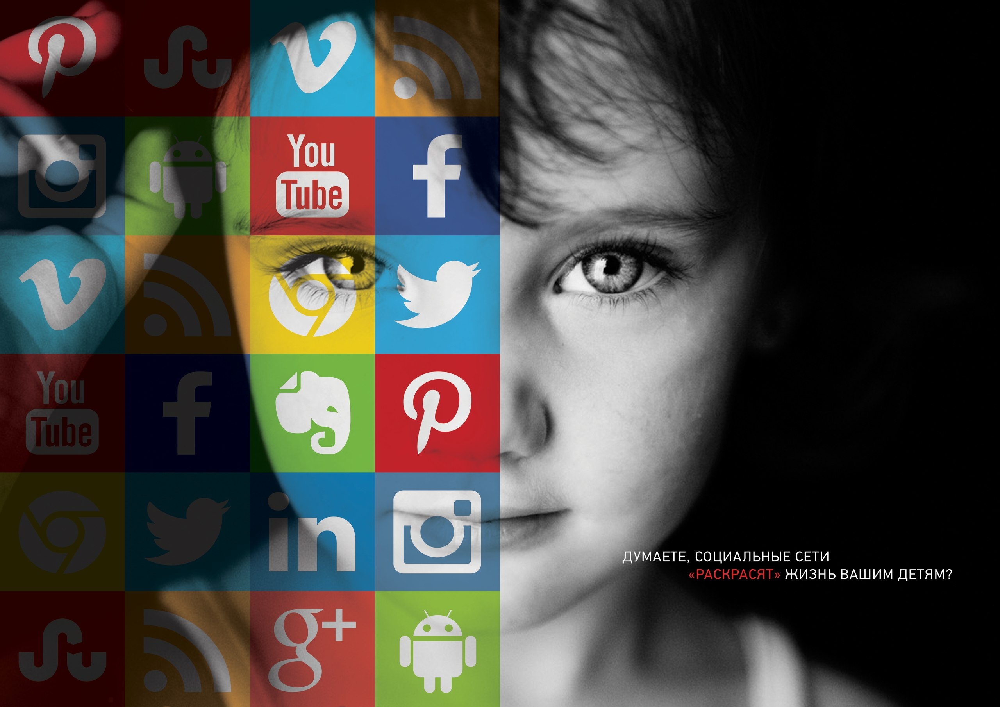 You
Tube
You
Tube
in
g+
ДУМАЕТЕ, СОЦИАЛЬНЫЕ СЕТИ
«РАСКРАСЯТ» ЖИЗНЬ ВАШИМ ДЕТЯМ?